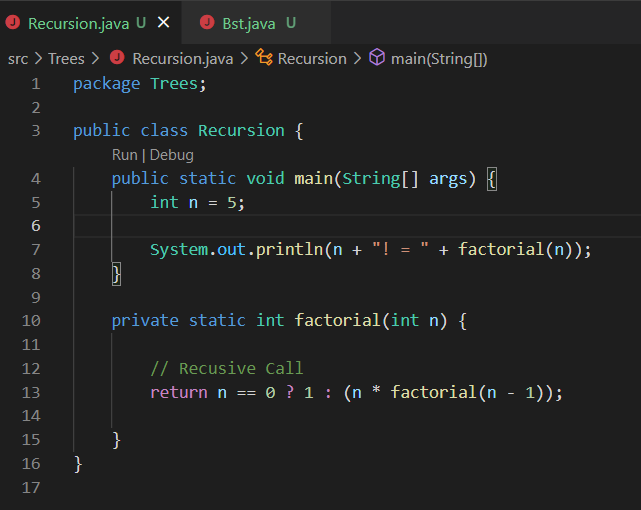 Recursion.java U × Bst.java U
src > Trees > Recursion.java > Recursion > main(String[])
1 package Trees;
2
3 public class Recursion {
Run | Debug
4     public static void main(String[] args) {
5         int n = 5;
6
7         System.out.println(n + "! = " + factorial(n));
8     }
9
10     private static int factorial(int n) {
11
12         // Recusive Call
13         return n == 0 ? 1 : (n * factorial(n - 1));
14
15     }
16 }
17